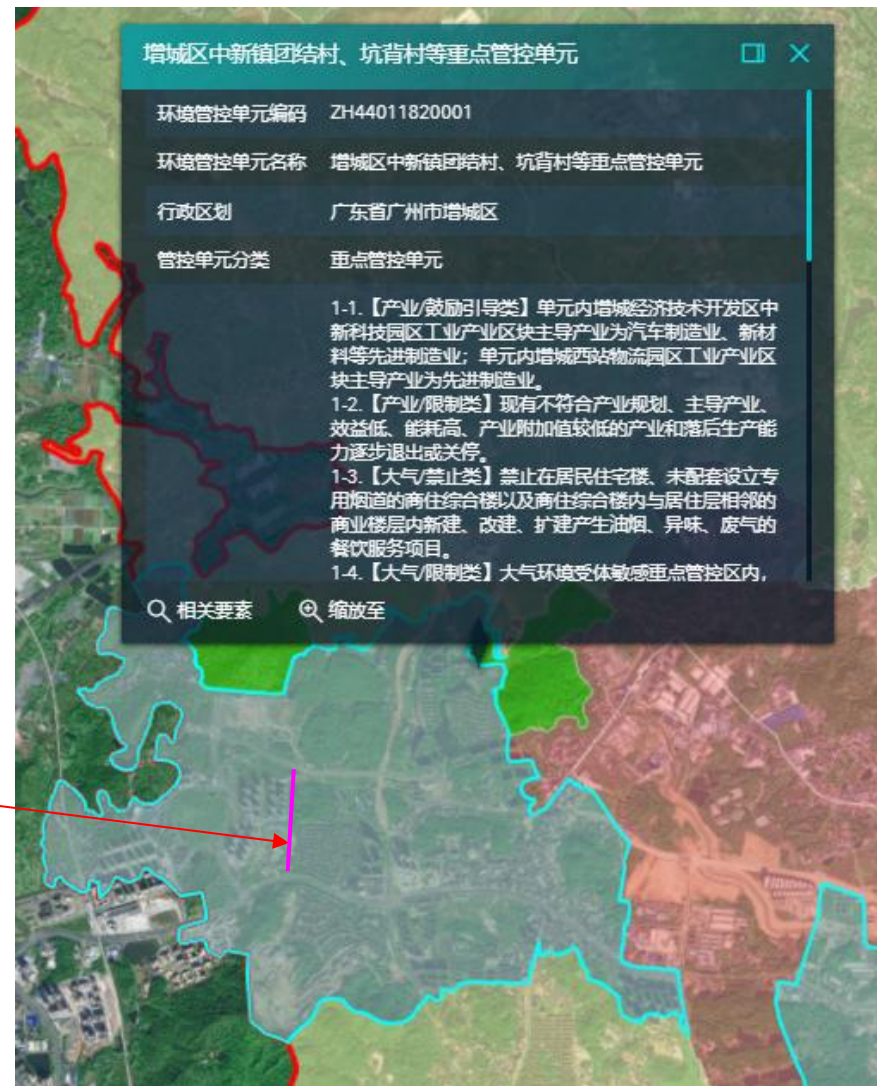 增城区中新镇团结村、坑背村等重点管控单元
环境管控单元编码 ZH44011820001
环境管控单元名称 增城区中新镇团结村、坑背村等重点管控单元
行政区划 广东省广州市增城区
管控单元分类 重点管控单元
1-1.【产业/鼓励引导类】单元内增城经济技术开发区中
新科技园区工业产业区块主导产业为汽车制造业、新材
料等先进制造业；单元内增城西站物流园区工业产业区
块主导产业为先进制造业。
1-2.【产业/限制类】现有不符合产业规划、主导产业、
效益低、能耗高、产业附加值较低的产业和落后生产能
力逐步退出或关停。
1-3.【大气/禁止类】禁止在居民住宅楼、未配套设立专
用烟道的商住综合楼以及商住综合楼内与居住层相邻的
商业楼层内新建、改建、扩建产生油烟、异味、废气的
餐饮服务项目。
1-4.【大气/限制类】大气环境受体敏感重点管控区内，
相关要素 缩放至